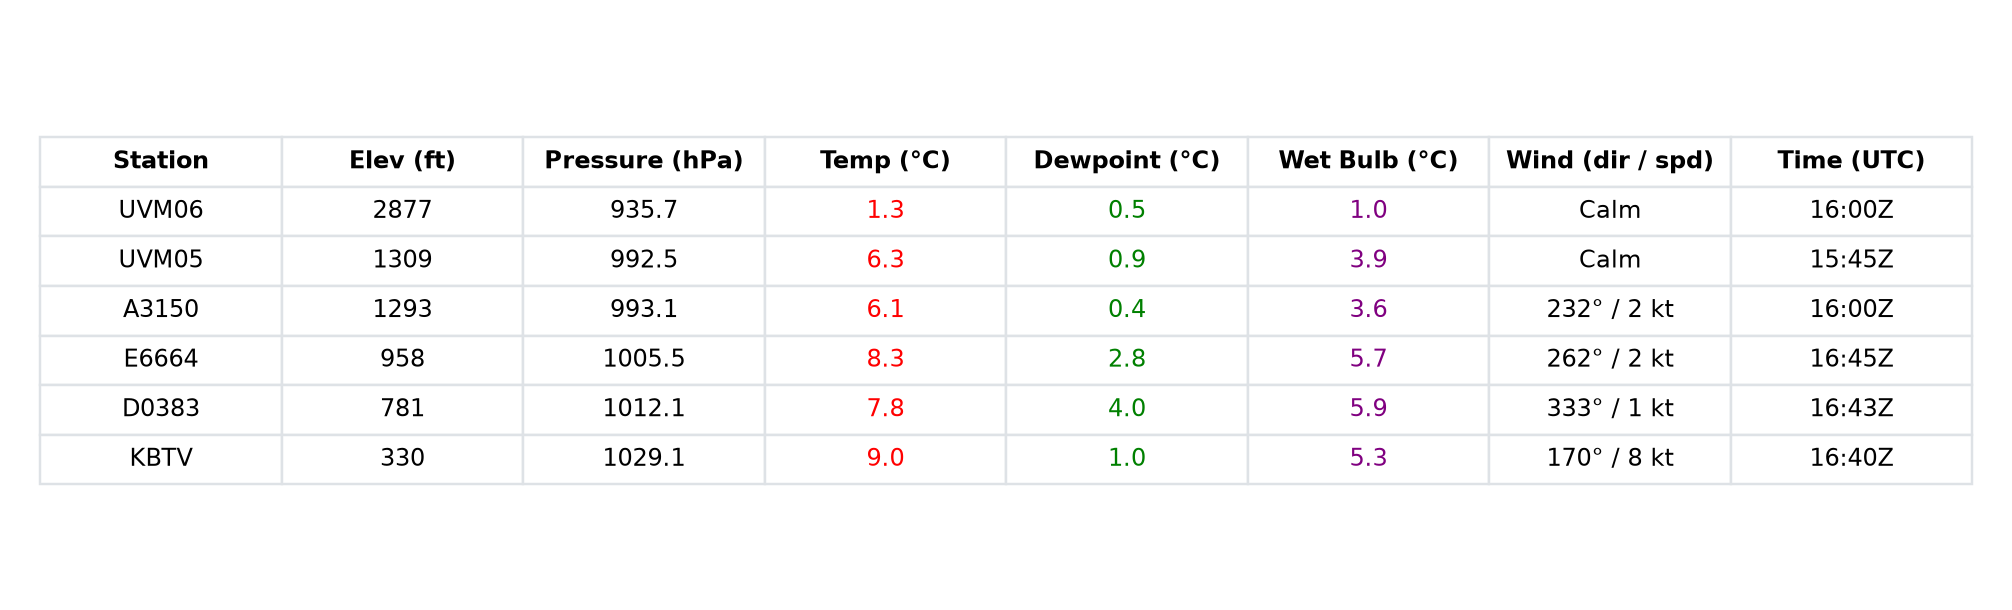 Station Elev (ft) Pressure (hPa) Temp (°C) Dewpoint (°C) Wet Bulb (°C) Wind (dir / spd) Time (UTC)
UVM06 2877 935.7 1.3 0.5 1.0 Calm 16:00Z
UVM05 1309 992.5 6.3 0.9 3.9 Calm 15:45Z
A3150 1293 993.1 6.1 0.4 3.6 232° / 2 kt 16:00Z
E6664 958 1005.5 8.3 2.8 5.7 262° / 2 kt 16:45Z
D0383 781 1012.1 7.8 4.0 5.9 333° / 1 kt 16:43Z
KBTV 330 1029.1 9.0 1.0 5.3 170° / 8 kt 16:40Z